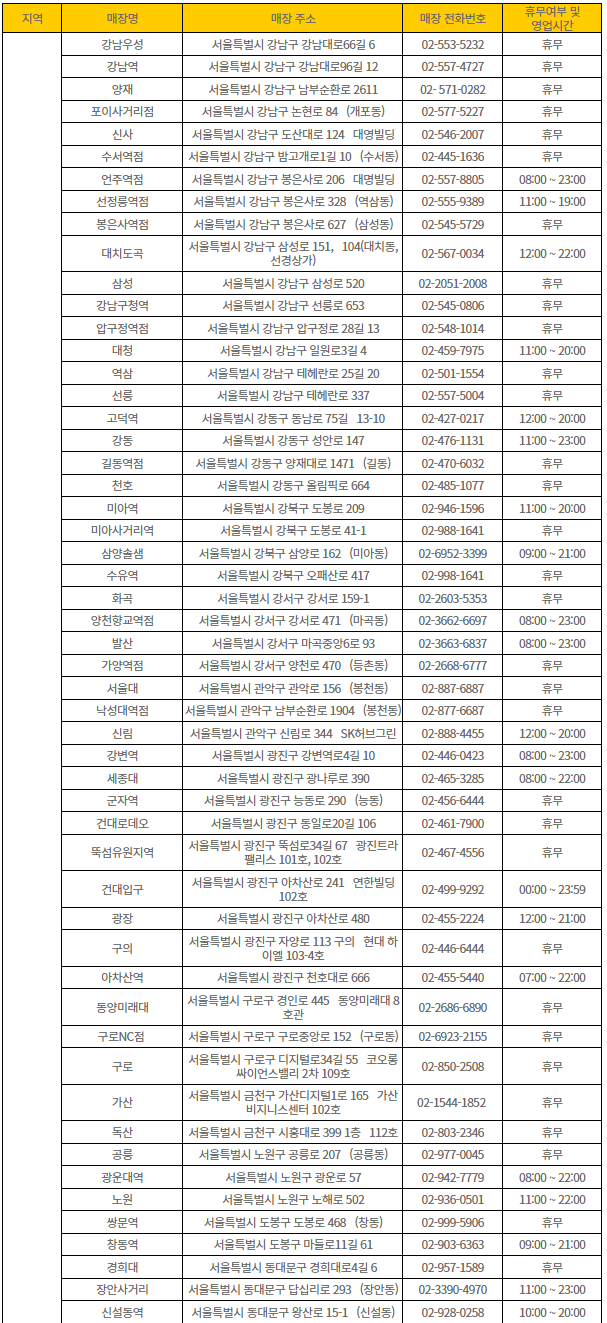 지역 매장명 매장 주소 매장 전화번호 휴무여부 및
영업시간
강남우성 서울특별시 강남구 강남대로66길 6 02-553-5232 휴무
강남역 서울특별시 강남구 강남대로96길 12 02-557-4727 휴무
양재 서울특별시 강남구 남부순환로 2611 02- 571-0282 휴무
포이사거리점 서울특별시 강남구 논현로 84 (개포동) 02-577-5227 휴무
신사 서울특별시 강남구 도산대로 124 대영빌딩 02-546-2007 휴무
수서역점 서울특별시 강남구 밤고개로1길 10 (수서동) 02-445-1636 휴무
언주역점 서울특별시 강남구 봉은사로 206 대명빌딩 02-557-8805 08:00 ~ 23:00
선정릉역점 서울특별시 강남구 봉은사로 328 (역삼동) 02-555-9389 11:00 ~ 19:00
봉은사역점 서울특별시 강남구 봉은사로 627 (삼성동) 02-545-5729 휴무
대치도곡 서울특별시 강남구 삼성로 151, 104(대치동,
선경상가) 02-567-0034 12:00 ~ 22:00
삼성 서울특별시 강남구 삼성로 520 02-2051-2008 휴무
강남구청역 서울특별시 강남구 선릉로 653 02-545-0806 휴무
압구정역점 서울특별시 강남구 압구정로 28길 13 02-548-1014 휴무
대청 서울특별시 강남구 일원로3길 4 02-459-7975 11:00 ~ 20:00
역삼 서울특별시 강남구 테헤란로 25길 20 02-501-1554 휴무
선릉 서울특별시 강남구 테헤란로 337 02-557-5004 휴무
고덕역 서울특별시 강동구 동남로 75길 13-10 02-427-0217 12:00 ~ 20:00
강동 서울특별시 강동구 성안로 147 02-476-1131 11:00 ~ 23:00
길동역점 서울특별시 강동구 양재대로 1471 (길동) 02-470-6032 휴무
천호 서울특별시 강동구 올림픽로 664 02-485-1077 휴무
미아역 서울특별시 강북구 도봉로 209 02-946-1596 11:00 ~ 20:00
미아사거리역 서울특별시 강북구 도봉로 41-1 02-988-1641 휴무
삼양솔샘 서울특별시 강북구 삼양로 162 (미아동) 02-6952-3399 09:00 ~ 21:00
수유역 서울특별시 강북구 오패산로 417 02-998-1641 휴무
화곡 서울특별시 강서구 강서로 159-1 02-2603-5353 휴무
양천향교역점 서울특별시 강서구 강서로 471 (마곡동) 02-3662-6697 08:00 ~ 23:00
발산 서울특별시 강서구 마곡중앙6로 93 02-3663-6837 08:00 ~ 23:00
가양역점 서울특별시 강서구 양천로 470 (등촌동) 02-2668-6777 휴무
서울대 서울특별시 관악구 관악로 156 (봉천동) 02-887-6887 휴무
낙성대역점 서울특별시 관악구 남부순환로 1904 (봉천동) 02-877-6687 휴무
신림 서울특별시 관악구 신림로 344 SK허브그린 02-888-4455 12:00 ~ 20:00
강변역 서울특별시 광진구 강변역로4길 10 02-446-0423 08:00 ~ 23:00
세종대 서울특별시 광진구 광나루로 390 02-465-3285 08:00 ~ 22:00
군자역 서울특별시 광진구 능동로 290 (능동) 02-456-6444 휴무
건대로데오 서울특별시 광진구 동일로20길 106 02-461-7900 휴무
뚝섬유원지역 서울특별시 광진구 뚝섬로34길 67 광진트라
팰리스 101호, 102호 02-467-4556 휴무
건대입구 서울특별시 광진구 아차산로 241 연한빌딩
102호 02-499-9292 00:00 ~ 23:59
광장 서울특별시 광진구 아차산로 480 02-455-2224 12:00 ~ 21:00
구의 서울특별시 광진구 자양로 113 구의 현대 하
이엘 103-4호 02-446-6444 휴무
아차산역 서울특별시 광진구 천호대로 666 02-455-5440 07:00 ~ 22:00
동양미래대 서울특별시 구로구 경인로 445 동양미래대 8
호관 02-2686-6890 휴무
구로NC점 서울특별시 구로구 구로중앙로 152 (구로동) 02-6923-2155 휴무
구로 서울특별시 구로구 디지털로34길 55 코오롱
싸이언스밸리 2차 109호 02-850-2508 휴무
가산 서울특별시 금천구 가산디지털1로 165 가산
비지니스센터 102호 02-1544-1852 휴무
독산 서울특별시 금천구 시흥대로 399 1층 112호 02-803-2346 휴무
공릉 서울특별시 노원구 공릉로 207 (공릉동) 02-977-0045 휴무
광운대역 서울특별시 노원구 광운로 57 02-942-7779 08:00 ~ 22:00
노원 서울특별시 노원구 노해로 502 02-936-0501 11:00 ~ 22:00
쌍문역 서울특별시 도봉구 도봉로 468 (창동) 02-999-5906 휴무
창동역 서울특별시 도봉구 마들로11길 61 02-903-6363 09:00 ~ 21:00
경희대 서울특별시 동대문구 경희대로4길 6 02-957-1589 휴무
장안사거리 서울특별시 동대문구 답십리로 293 (장안동) 02-3390-4970 11:00 ~ 23:00
신설동역 서울특별시 동대문구 왕산로 15-1 (신설동) 02-928-0258 10:00 ~ 20:00